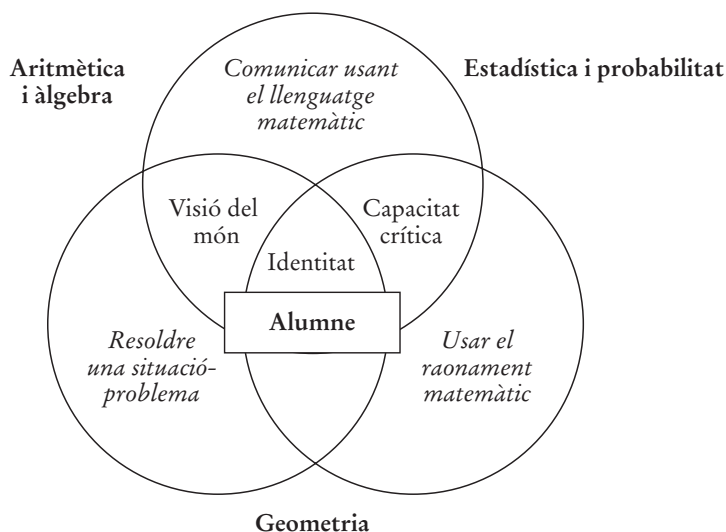 Aritmètica
i àlgebra
Comunicar usant
el llenguatge
matemàtic
Estadística i probabilitat
Visió del
món
Capacitat
crítica
Identitat
Alumne
Resoldre
una situació-
problema
Usar el
raonament
matemàtic
Geometria